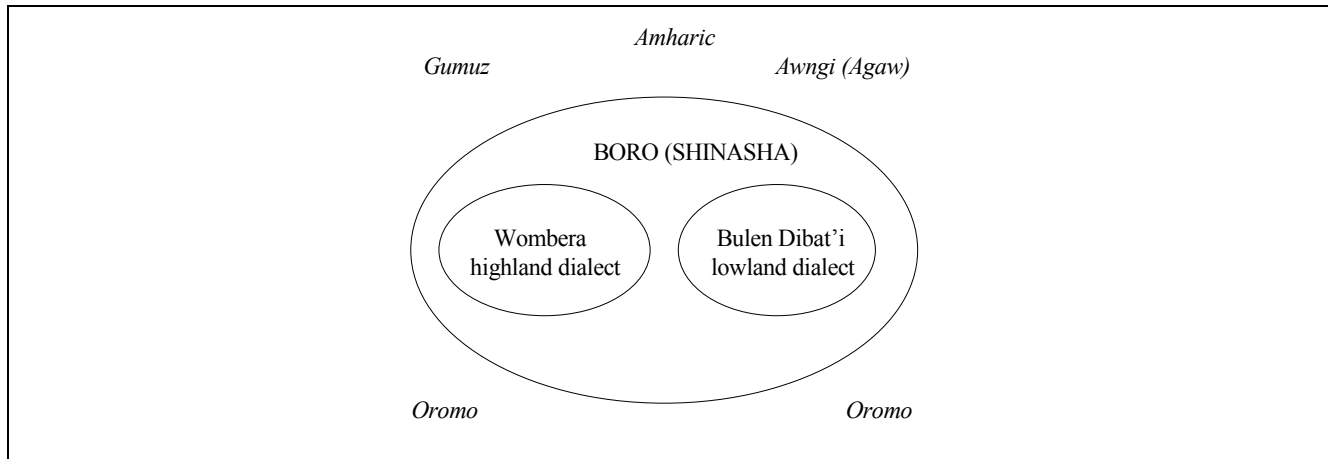 Amharic
Gumuz
Awngi (Agaw)
BORO (SHINASHA)
Wombera
highland dialect
Bulen Dibat’i
lowland dialect
Oromo
Oromo